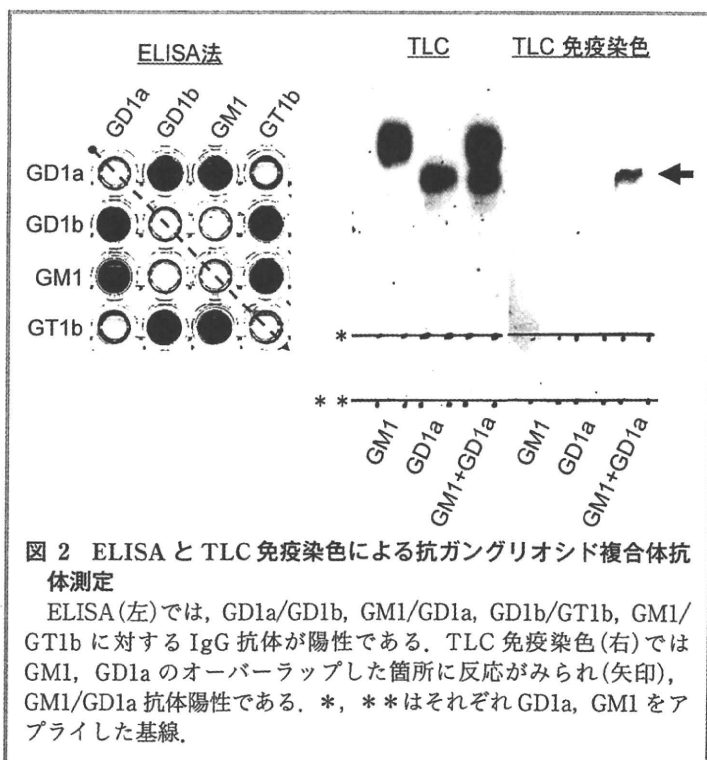 ELISA法
TLC
TLC 免疫染色
GD1a
GD1b
GM1
GT1b
GD1a
GD1b
GM1
GT1b
*
**
GM1
GD1a
GM1+GD1a
GM1
GD1a
GM1+GD1a
図 2 ELISA と TLC 免疫染色による抗ガングリオシド複合体抗
体測定
ELISA(左)では,GD1a/GD1b, GM1/GD1a, GD1b/GT1b, GM1/
GT1b に対する IgG 抗体が陽性である.TLC 免疫染色(右)では
GM1, GD1a のオーバーラップした箇所に反応がみられ(矢印),
GM1/GD1a 抗体陽性である.*,**はそれぞれ GD1a, GM1 をア
プライした基線.